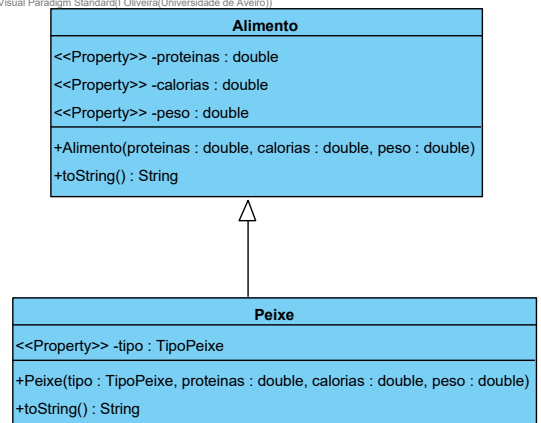 Visual Paradigm Standard(I Oliveira(Universidade de Aveiro))
Alimento
<<Property>> -proteinas : double
<<Property>> -calorias : double
<<Property>> -peso : double
+Alimento(proteinas : double, calorias : double, peso : double)
+toString() : String
Peixe
<<Property>> -tipo : TipoPeixe
+Peixe(tipo : TipoPeixe, proteinas : double, calorias : double, peso : double)
+toString() : String